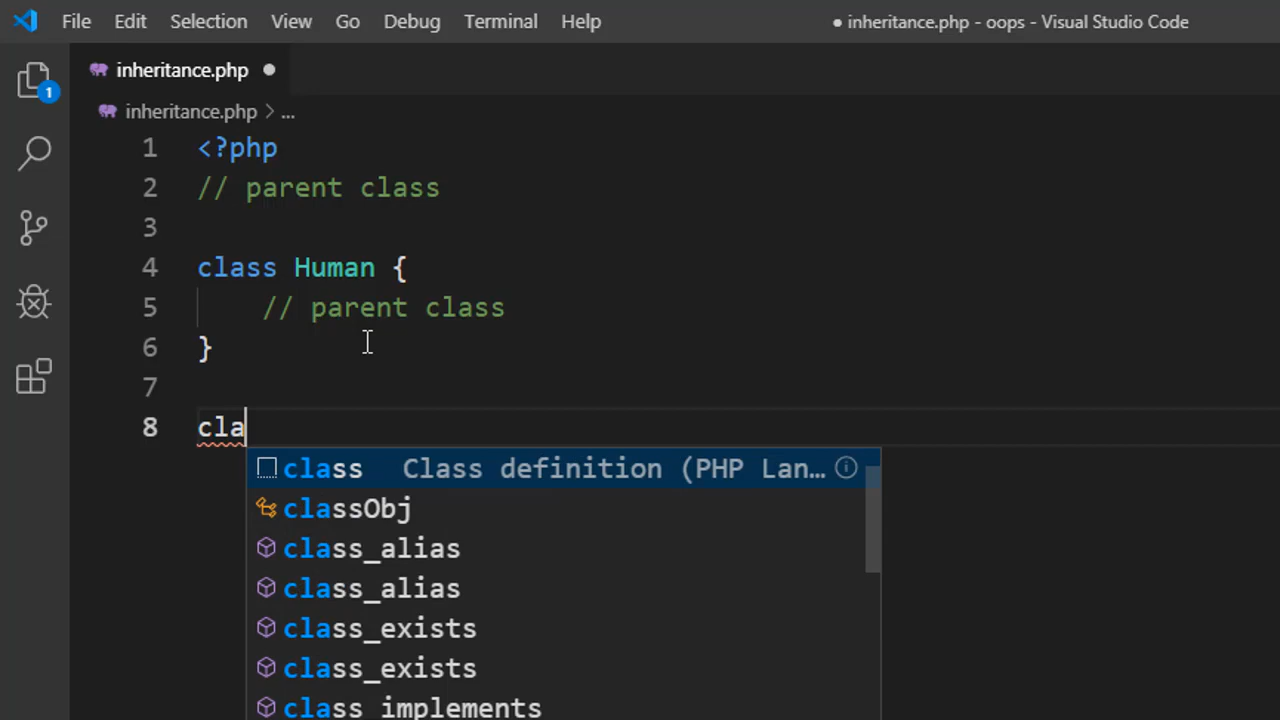 File Edit Selection View Go Debug Terminal Help ● inheritance.php - oops - Visual Studio Code
inheritance.php ●
1
inheritance.php > ...
1 <?php
2 // parent class
3
4 class Human {
5 // parent class
6 }
7
8 cla
class Class definition (PHP Lan...
classObj
class_alias
class_alias
class_exists
class_exists
class_implements